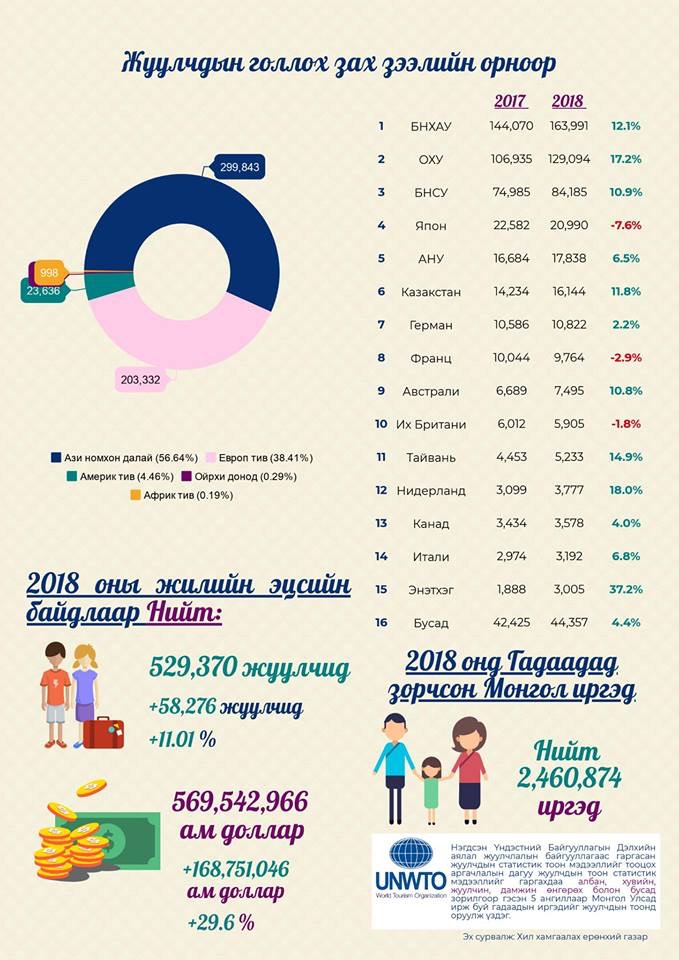 Жуулчдын голлох зах зээлийн орноор
299,843
998
23,636
203,332
Ази номхон далай (56.64%) Европ тив (38.41%)
Америк тив (4.46%) Ойрхи донод (0.29%)
Африк тив (0.19%)
2017 2018
1 БНХАУ 144,070 163,991 12.1%
2 ОХУ 106,935 129,094 17.2%
3 БНСУ 74,985 84,185 10.9%
4 Япон 22,582 20,990 -7.6%
5 АНУ 16,684 17,838 6.5%
6 Казакстан 14,234 16,144 11.8%
7 Герман 10,586 10,822 2.2%
8 Франц 10,044 9,764 -2.9%
9 Австрали 6,689 7,495 10.8%
10 Их Британи 6,012 5,905 -1.8%
11 Тайвань 4,453 5,233 14.9%
12 Нидерланд 3,099 3,777 18.0%
13 Канад 3,434 3,578 4.0%
14 Итали 2,974 3,192 6.8%
15 Энэтхэг 1,888 3,005 37.2%
16 Бусад 42,425 44,357 4.4%
2018 оны жилийн эцсийн
байдлаар Нийт:
529,370 жуулчид
+58,276 жуулчид
+11.01 %
569,542,966
ам доллар
+168,751,046
ам доллар
+29.6 %
2018 онд Гадаадад
зорчсон Монгол иргэд
Нийт
2,460,874
иргэд
UNWTO
World Tourism Organization
Нэгдсэн Үндэстний Байгууллагын Дэлхийн
аялал жуулчлалын байгууллагаас гаргасан
жуулчдын статистик тоон мэдээллийг тооцох
аргачлалын дагуу жуулчдын тоон статистик
мэдээллийг гаргахдаа албан, хувийн,
жуулчин, дамжин өнгөрөх болон бусад
зорилгоор гэсэн 5 ангиллаар Монгол Улсад
ирж буй гадаадын иргэдийг жуулчдын тоонд
оруулж үздэг.
Эх сурвалж: Хил хамгаалах ерөнхий газар